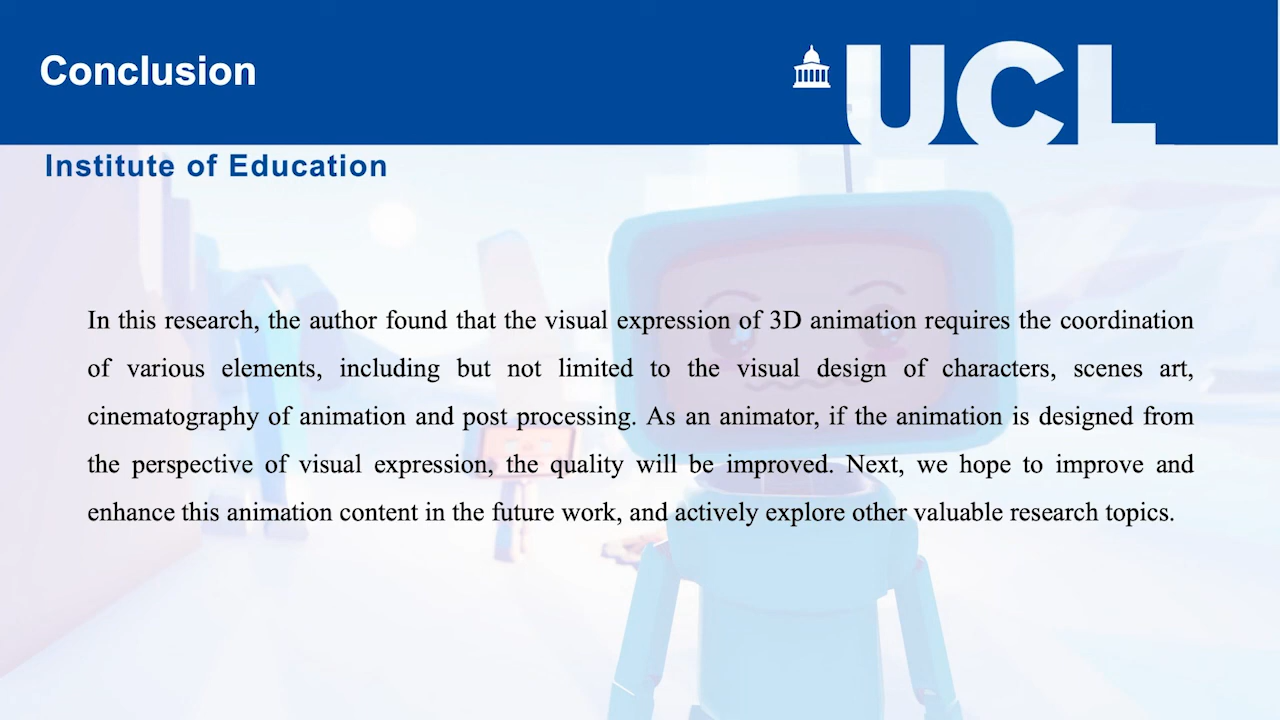 Conclusion
UCL
Institute of Education
In this research, the author found that the visual expression of 3D animation requires the coordination
of various elements, including but not limited to the visual design of characters, scenes art,
cinematography of animation and post processing. As an animator, if the animation is designed from
the perspective of visual expression, the quality will be improved. Next, we hope to improve and
enhance this animation content in the future work, and actively explore other valuable research topics.